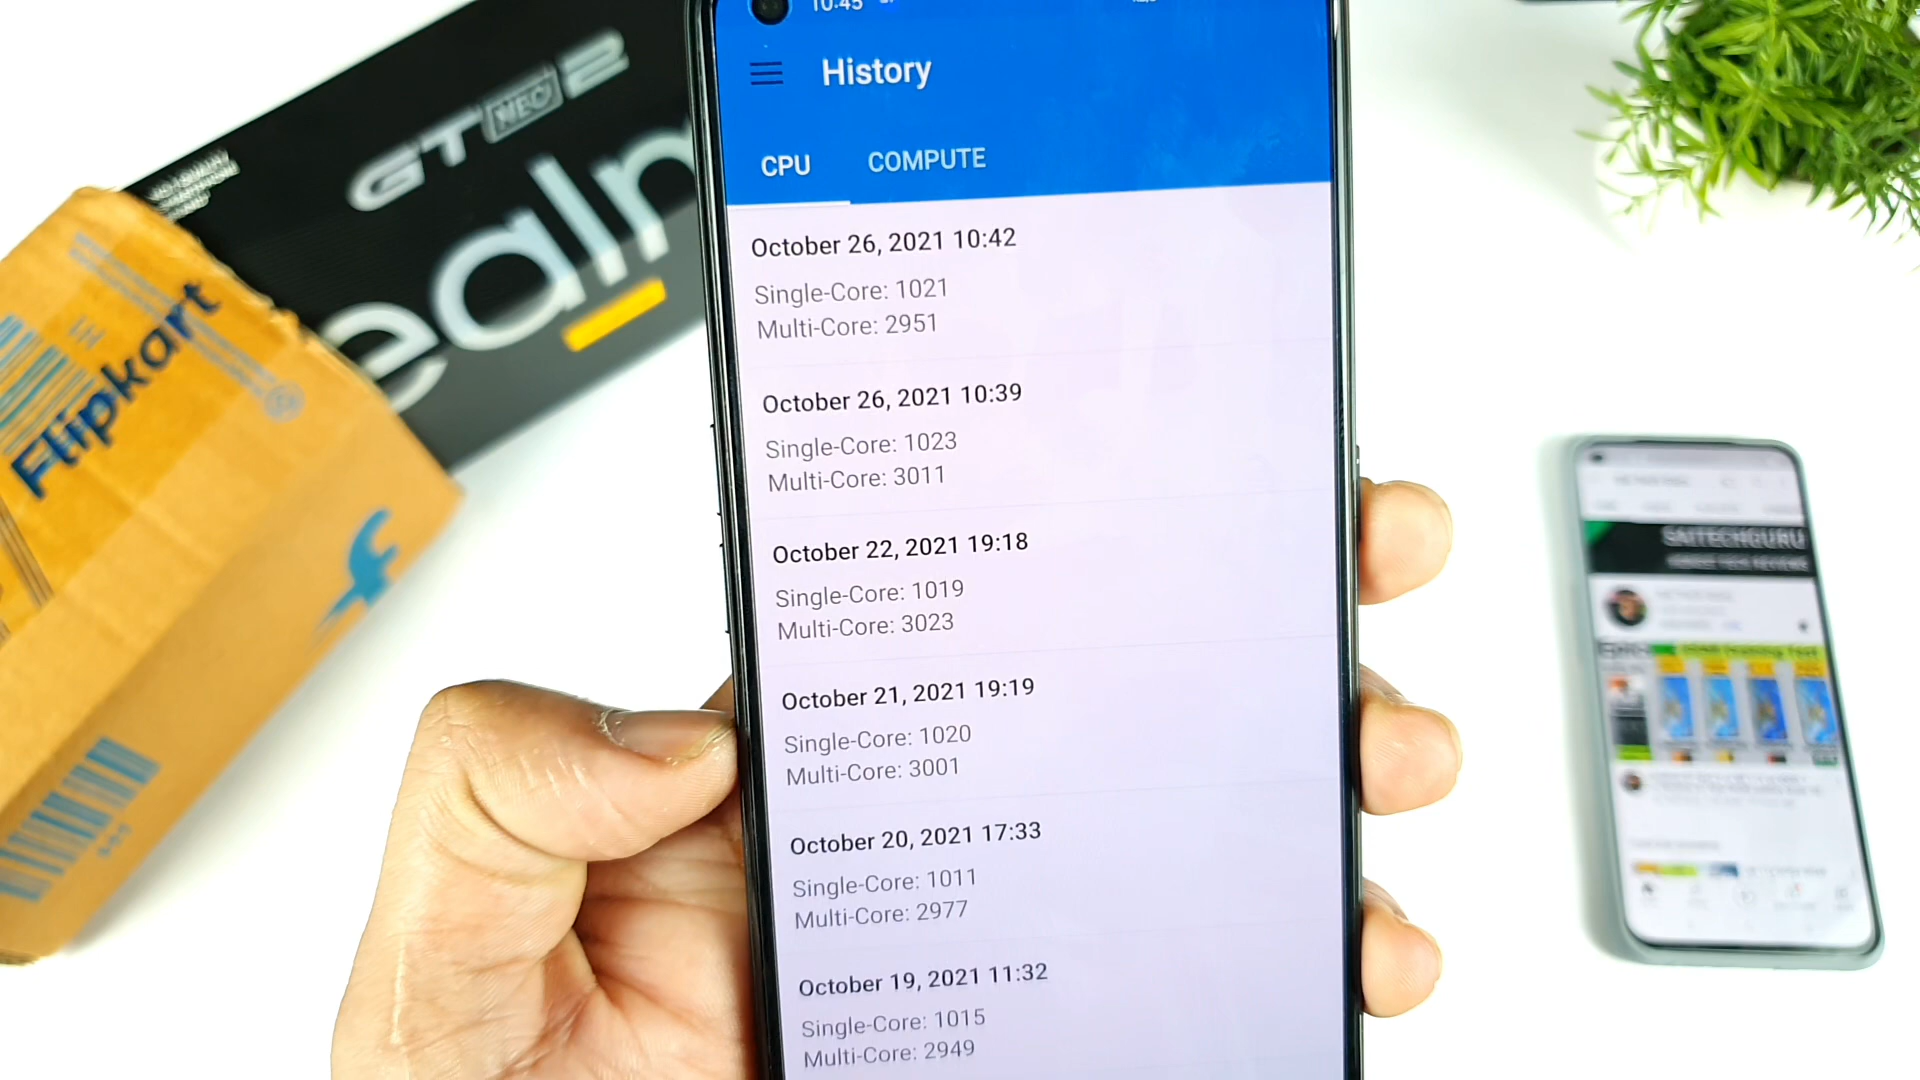 10:45
History
CPU COMPUTE
October 26, 2021 10:42
Single-Core: 1021
Multi-Core: 2951
October 26, 2021 10:39
Single-Core: 1023
Multi-Core: 3011
October 22, 2021 19:18
Single-Core: 1019
Multi-Core: 3023
October 21, 2021 19:19
Single-Core: 1020
Multi-Core: 3001
October 20, 2021 17:33
Single-Core: 1011
Multi-Core: 2977
October 19, 2021 11:32
Single-Core: 1015
Multi-Core: 2949
GT NEO 2
ealm
Flipkart
f
SAITECHGURU